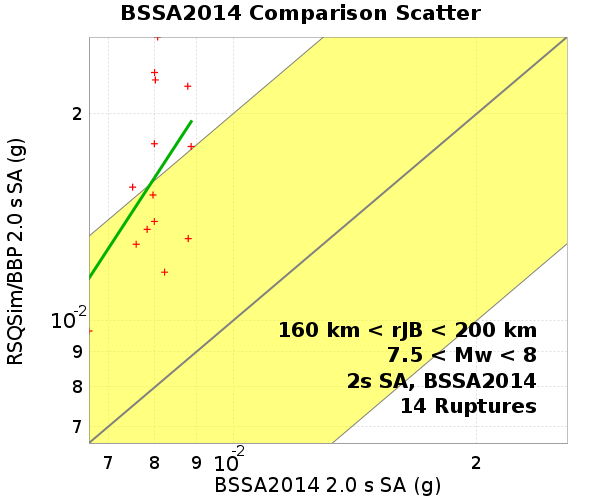 BSSA2014 Comparison Scatter
RSQSim/BBP 2.0 s SA (g)
2
10-2
9
8
7
160 km < rJB < 200 km
7.5 < Mw < 8
2s SA, BSSA2014
14 Ruptures
7 8 9 10-2 2
BSSA2014 2.0 s SA (g)